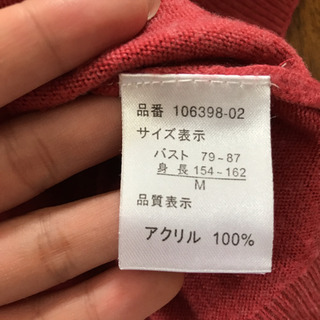 品番 106398-02
サイズ表示
バスト 79~87
身長 154~162
M
品質表示
アクリル 100%